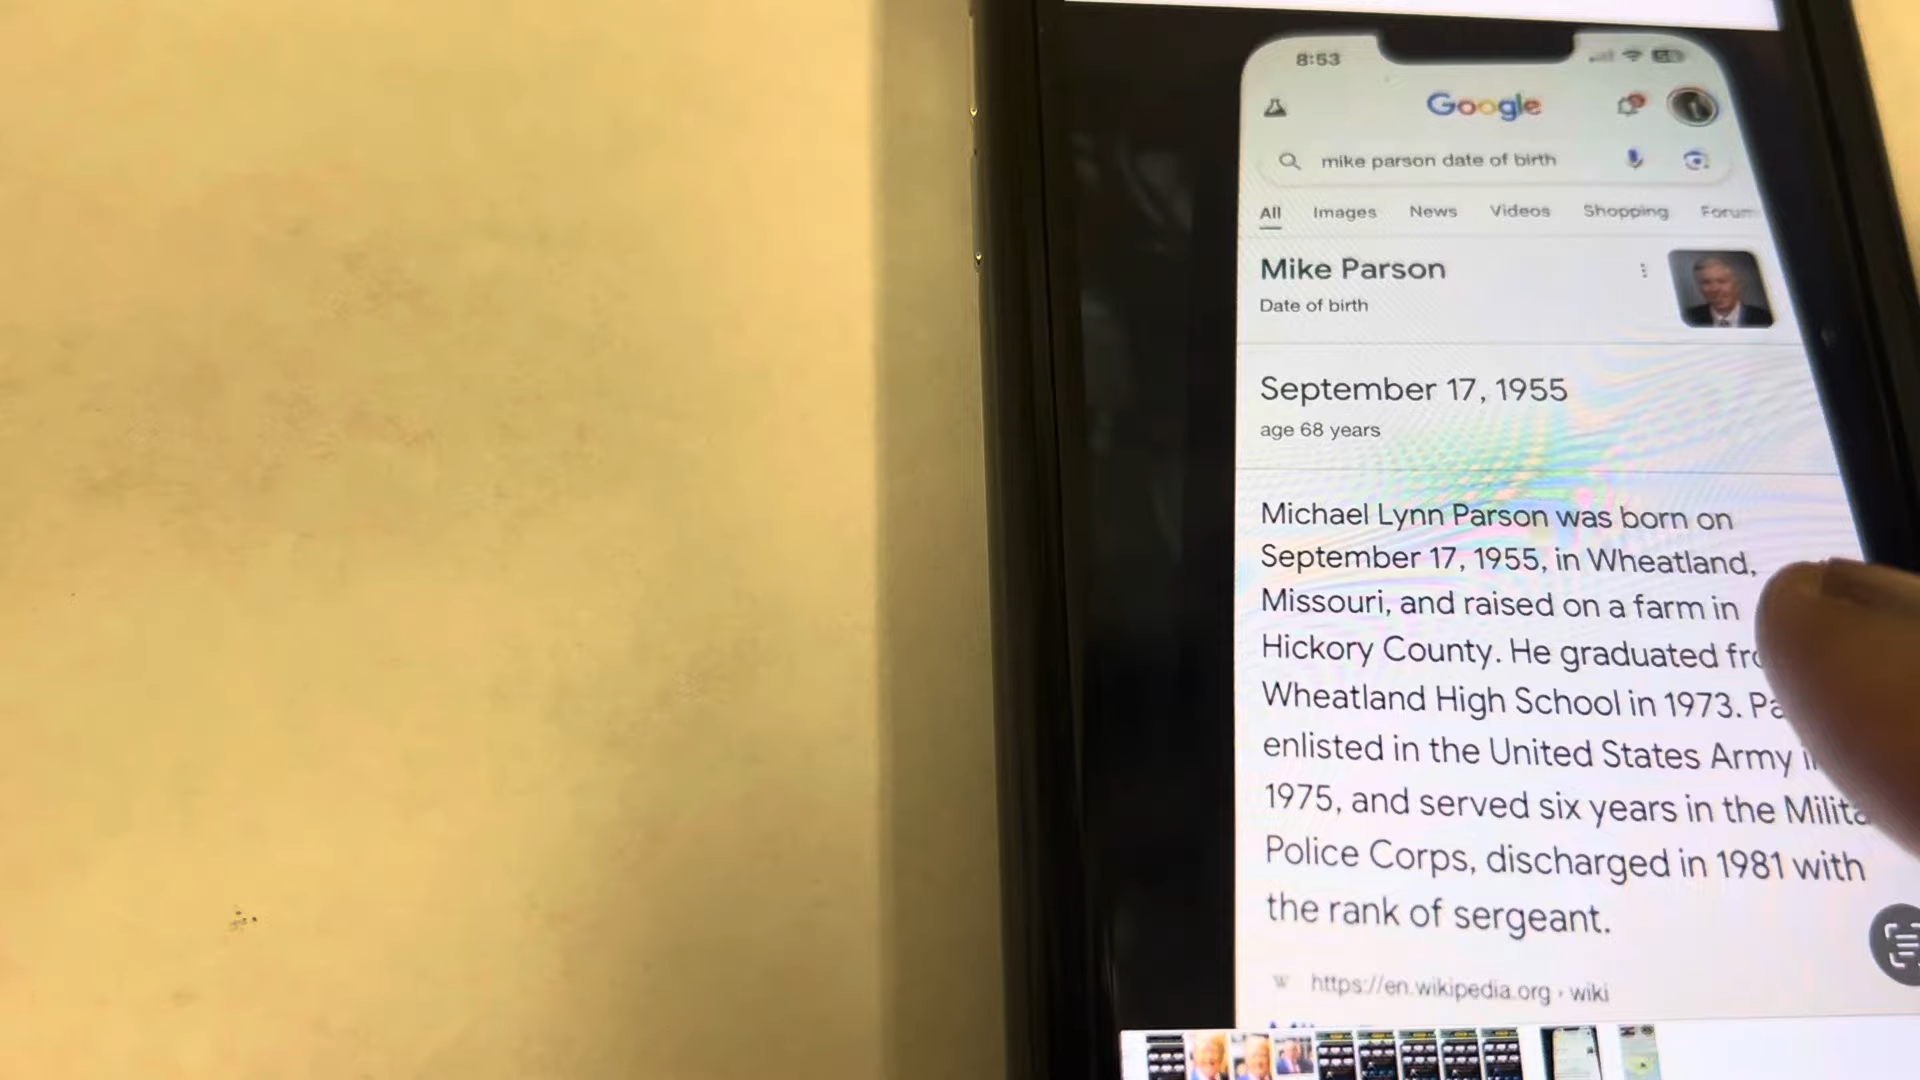 8:53
Google
mike parson date of birth
All Images News Videos Shopping Forum
Mike Parson
Date of birth
September 17, 1955
age 68 years
Michael Lynn Parson was born on
September 17, 1955, in Wheatland,
Missouri, and raised on a farm in
Hickory County. He graduated fro
Wheatland High School in 1973. Pa
enlisted in the United States Army i
1975, and served six years in the Milita
Police Corps, discharged in 1981 with
the rank of sergeant.
W https://en.wikipedia.org › wiki